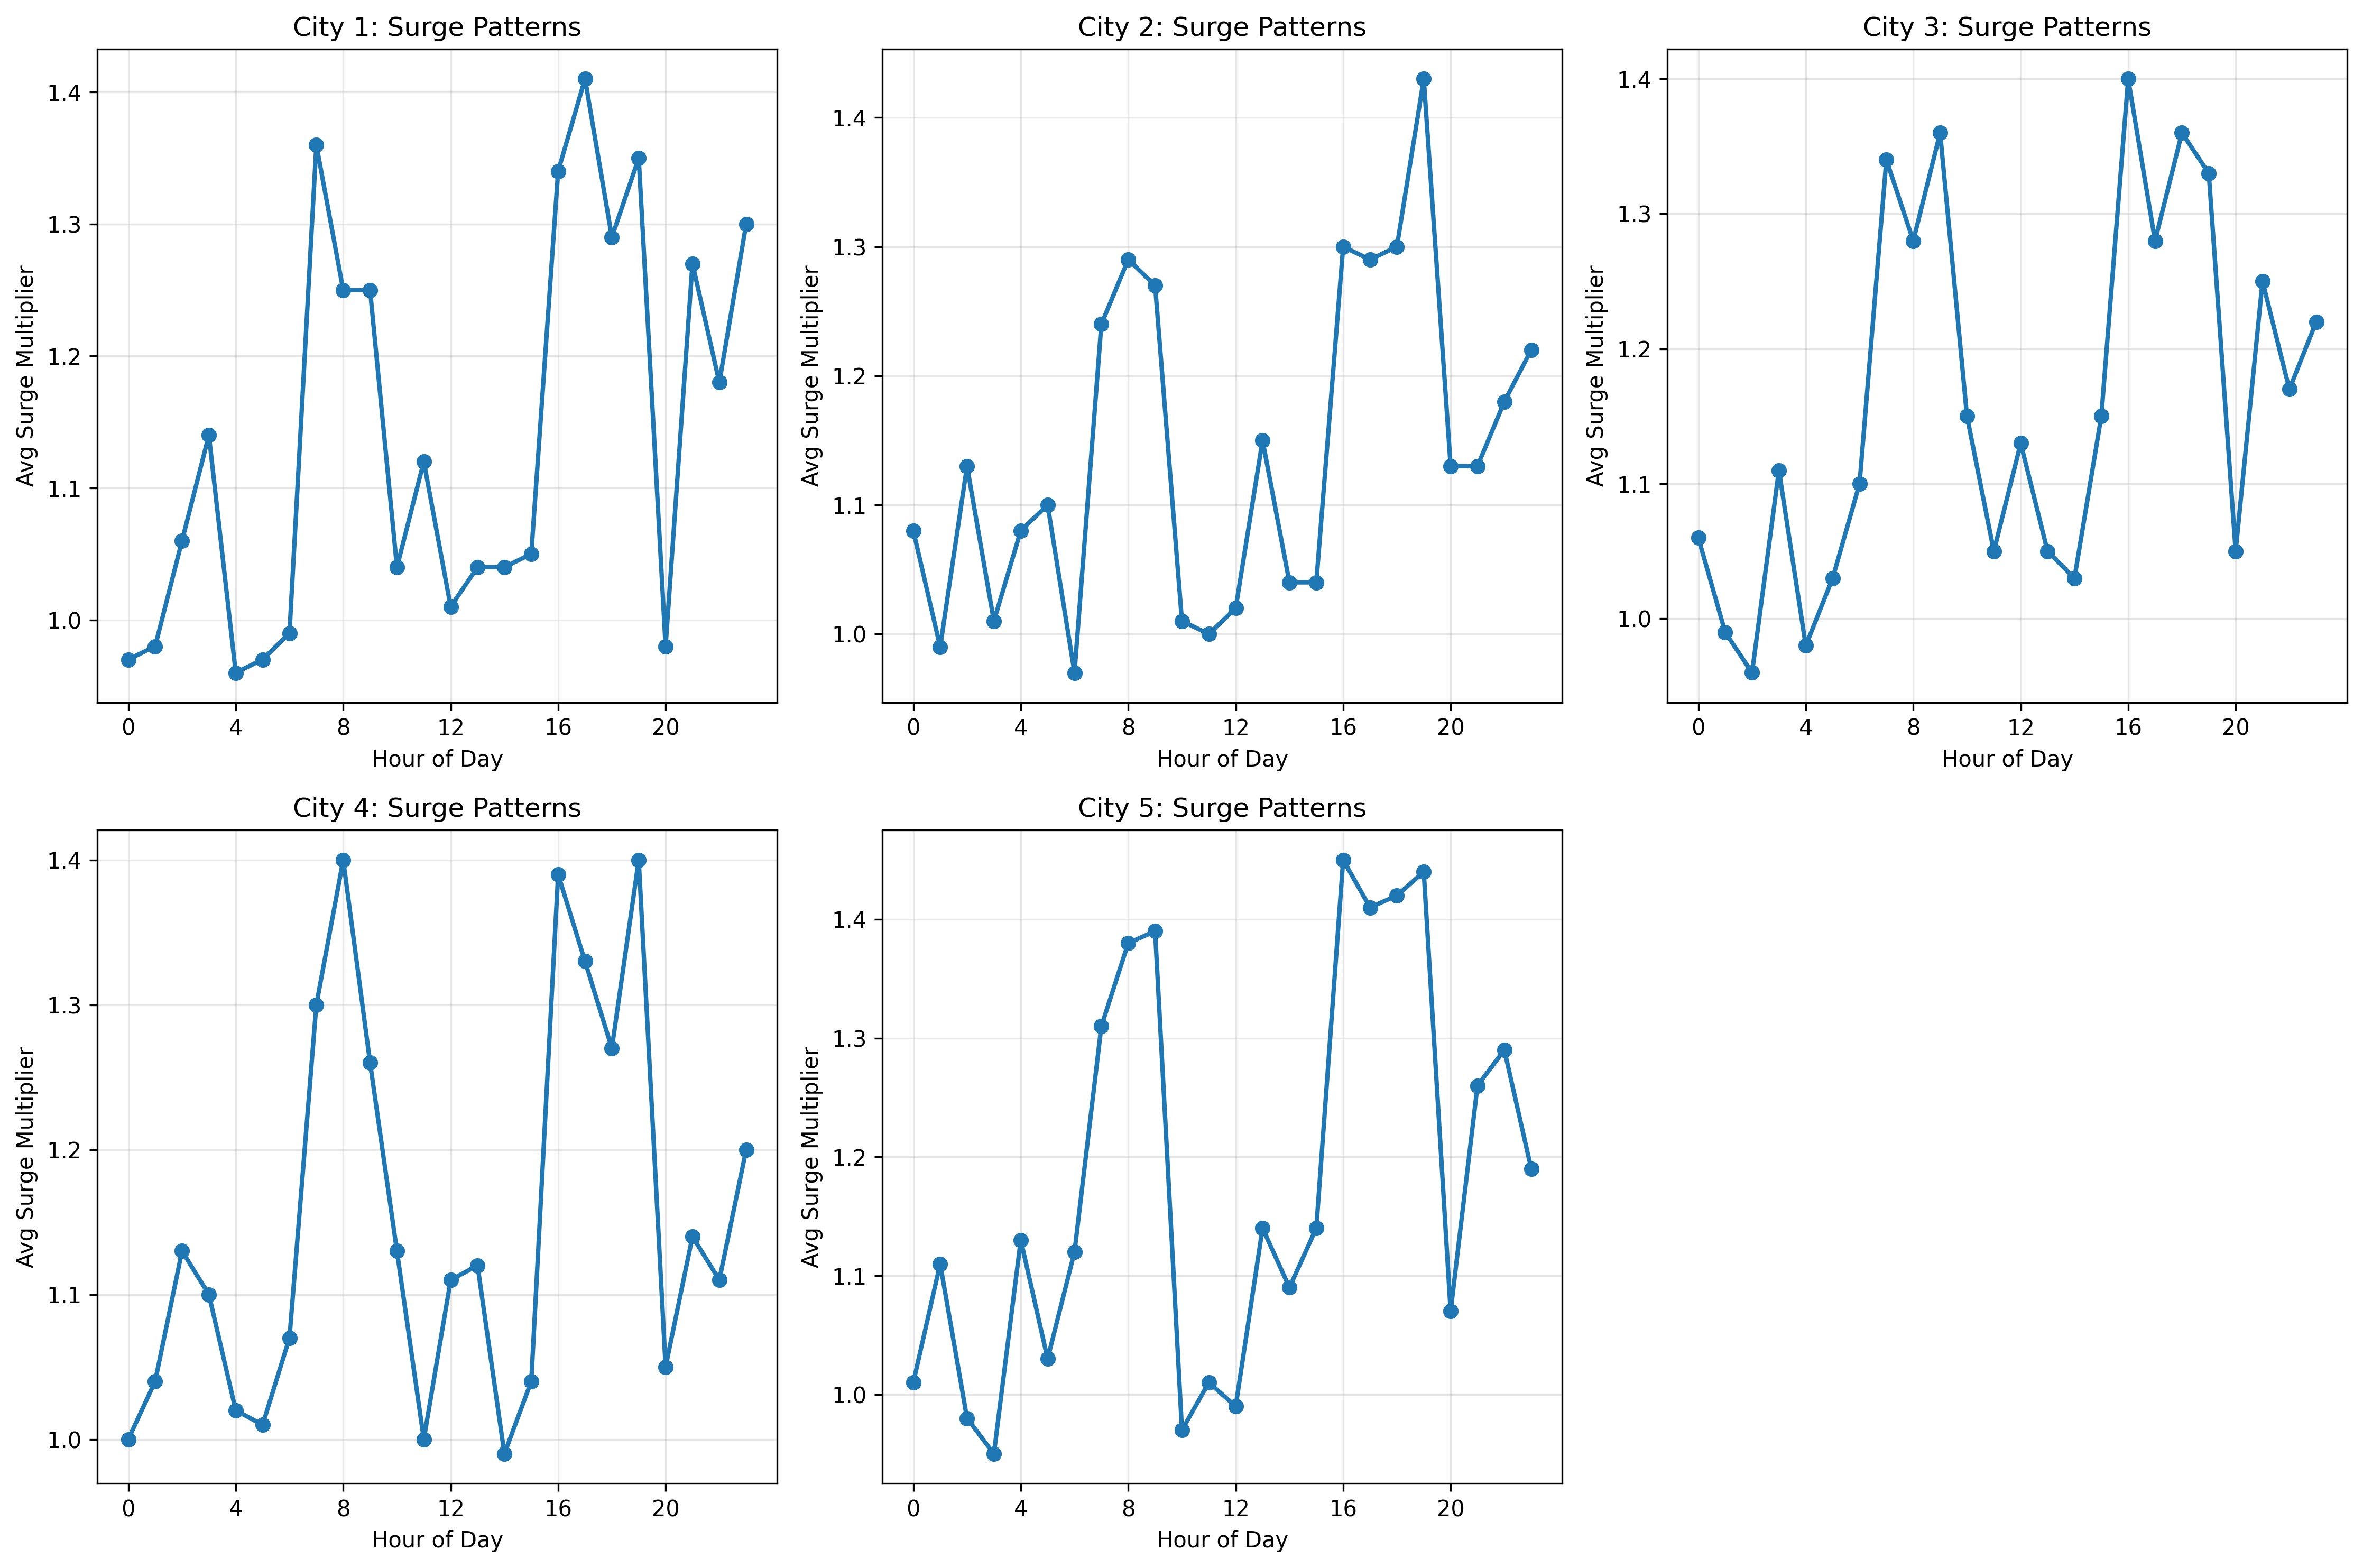 City 1: Surge Patterns
Avg Surge Multiplier
1.4
1.3
1.2
1.1
1.0
0 4 8 12 16 20
Hour of Day
City 2: Surge Patterns
Avg Surge Multiplier
1.4
1.3
1.2
1.1
1.0
0 4 8 12 16 20
Hour of Day
City 3: Surge Patterns
Avg Surge Multiplier
1.4
1.3
1.2
1.1
1.0
0 4 8 12 16 20
Hour of Day
City 4: Surge Patterns
Avg Surge Multiplier
1.4
1.3
1.2
1.1
1.0
0 4 8 12 16 20
Hour of Day
City 5: Surge Patterns
Avg Surge Multiplier
1.4
1.3
1.2
1.1
1.0
0 4 8 12 16 20
Hour of Day